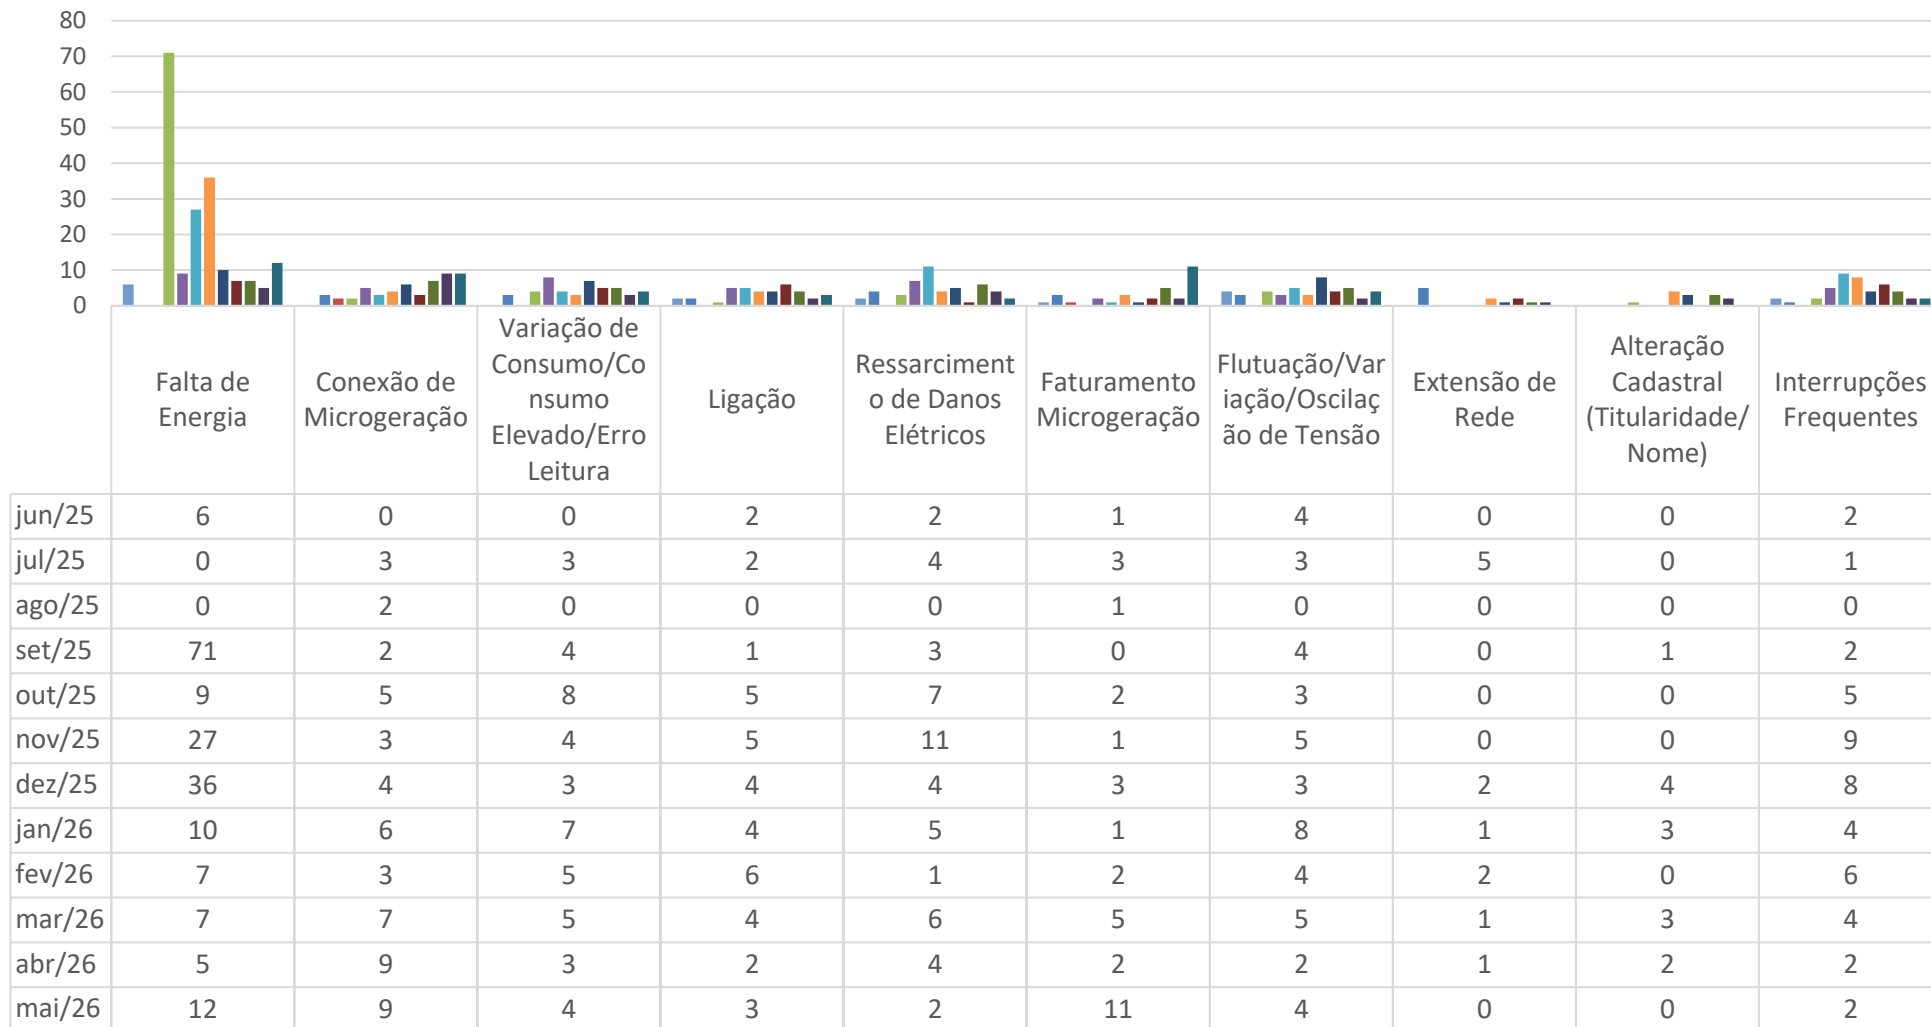 80
70
60
50
40
30
20
10
0
Falta de
Energia
Conexão de
Microgeração
Variação de
Consumo/Co
nsumo
Elevado/Erro
Leitura
Ligação
Ressarciment
o de Danos
Elétricos
Faturamento
Microgeração
Flutuação/Var
iação/Oscilaç
ão de Tensão
Extensão de
Rede
Alteração
Cadastral
(Titularidade/
Nome)
Interrupções
Frequentes
jun/25 6 0 0 2 2 1 4 0 0 2
jul/25 0 3 3 2 4 3 3 5 0 1
ago/25 0 2 0 0 0 1 0 0 0 0
set/25 71 2 4 1 3 0 4 0 1 2
out/25 9 5 8 5 7 2 3 0 0 5
nov/25 27 3 4 5 11 1 5 0 0 9
dez/25 36 4 3 4 4 3 3 2 4 8
jan/26 10 6 7 4 5 1 8 1 3 4
fev/26 7 3 5 6 1 2 4 2 0 6
mar/26 7 7 5 4 6 5 5 1 3 4
abr/26 5 9 3 2 4 2 2 1 2 2
mai/26 12 9 4 3 2 11 4 0 0 2